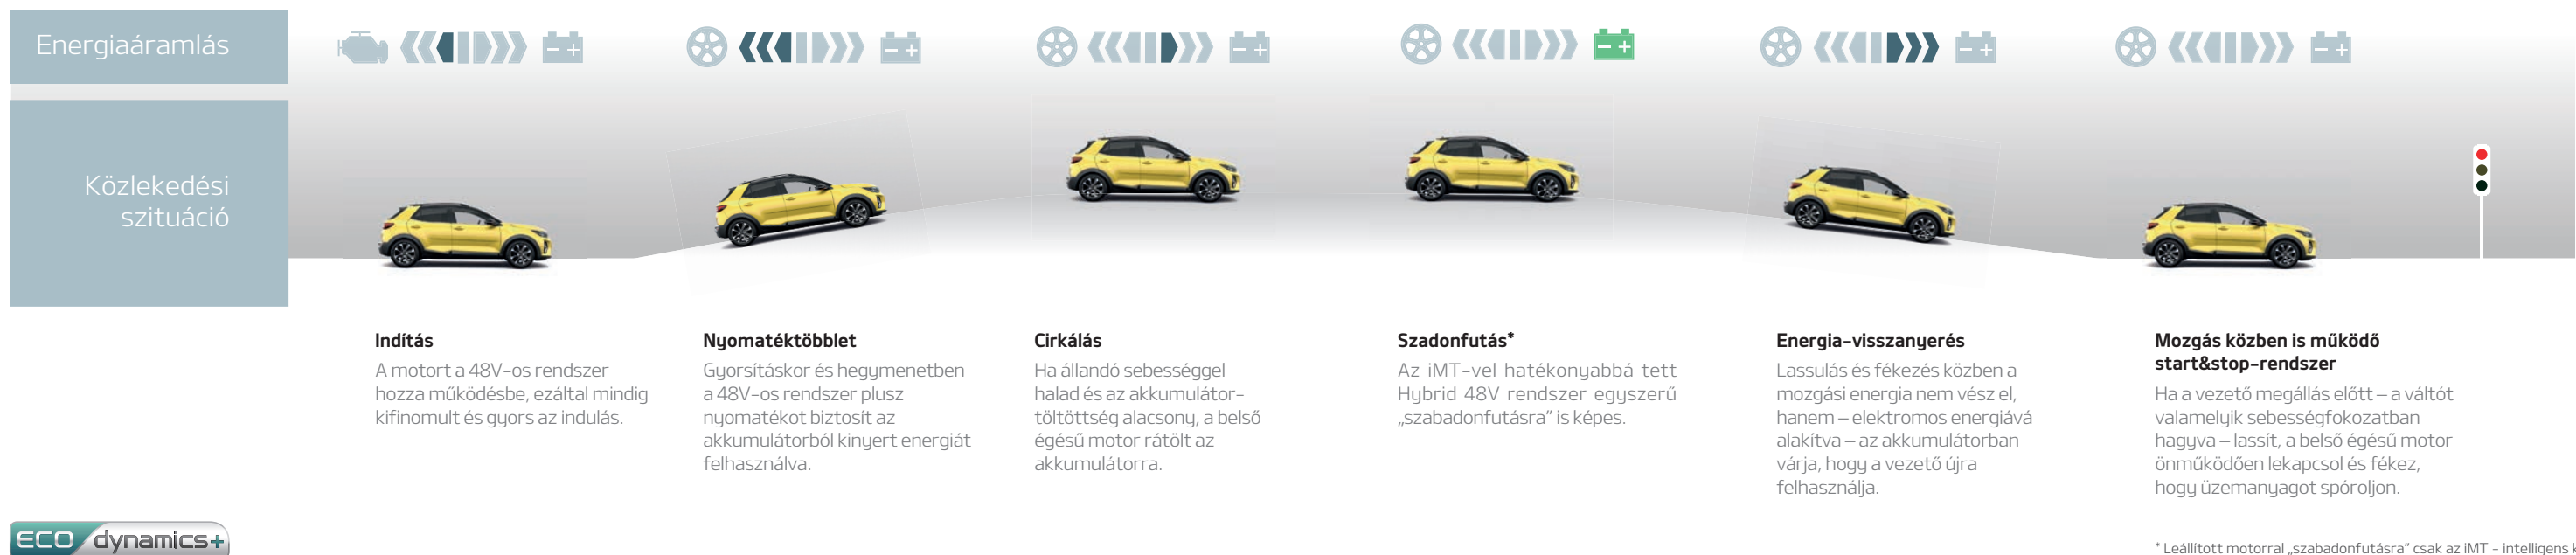 Energiaáramlás
Közlekedési
szituáció
Indítás
A motort a 48V-os rendszer
hozza működésbe, ezáltal mindig
kifinomult és gyors az indulás.
Nyomatéktöbblet
Gyorsításkor és hegymenetben
a 48V-os rendszer plusz
nyomatékot biztosít az
akkumulátorból kinyert energiát
felhasználva.
Cirkálás
Ha állandó sebességgel
halad és az akkumulátor-
töltöttség alacsony, a belső
égésű motor rátölt az
akkumulátorra.
Szadonfutás*
Az iMT-vel hatékonyabbá tett
Hybrid 48V rendszer egyszerű
„szabadonfutásra” is képes.
Energia-visszanyerés
Lassulás és fékezés közben a
mozgási energia nem vész el,
hanem – elektromos energiává
alakítva – az akkumulátorban
várja, hogy a vezető újra
felhasználja.
Mozgás közben is működő
start&stop-rendszer
Ha a vezető megállás előtt – a váltót
valamelyik sebességfokozatban
hagyva – lassít, a belső égésű motor
önműködően lekapcsol és fékez,
hogy üzemanyagot spóroljon.
ECO dynamics+
* Leállított motorral „szabadonfutásra” csak az iMT - intelligens